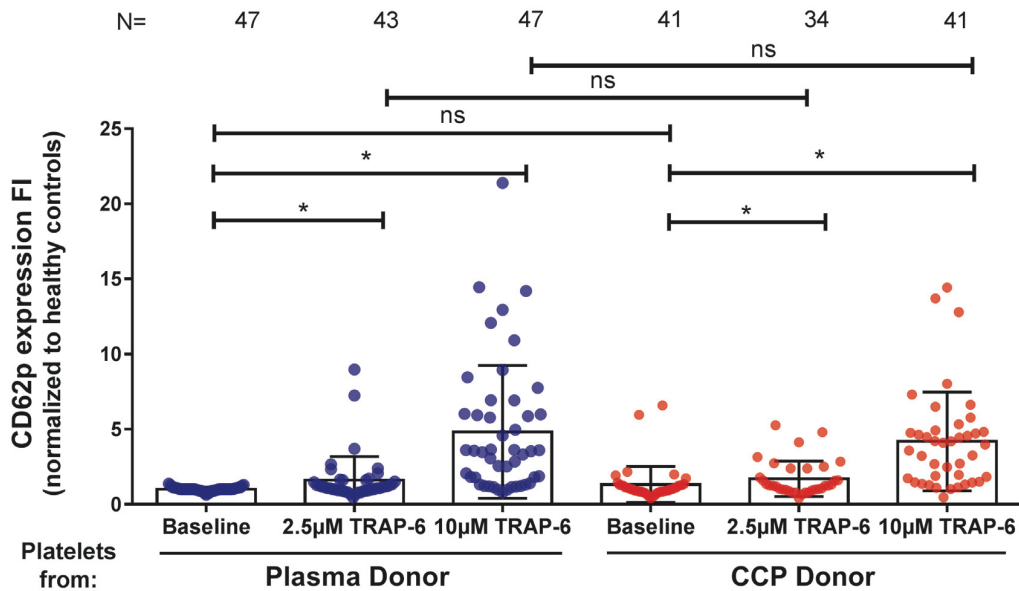 N= 47 43 47 41 34 41
ns
ns
ns
* *
* *
CD62p expression FI
(normalized to healthy controls)
25
20
15
10
5
0
Baseline 2.5µM TRAP-6 10µM TRAP-6 Baseline 2.5µM TRAP-6 10µM TRAP-6
Platelets
from:
Plasma Donor CCP Donor